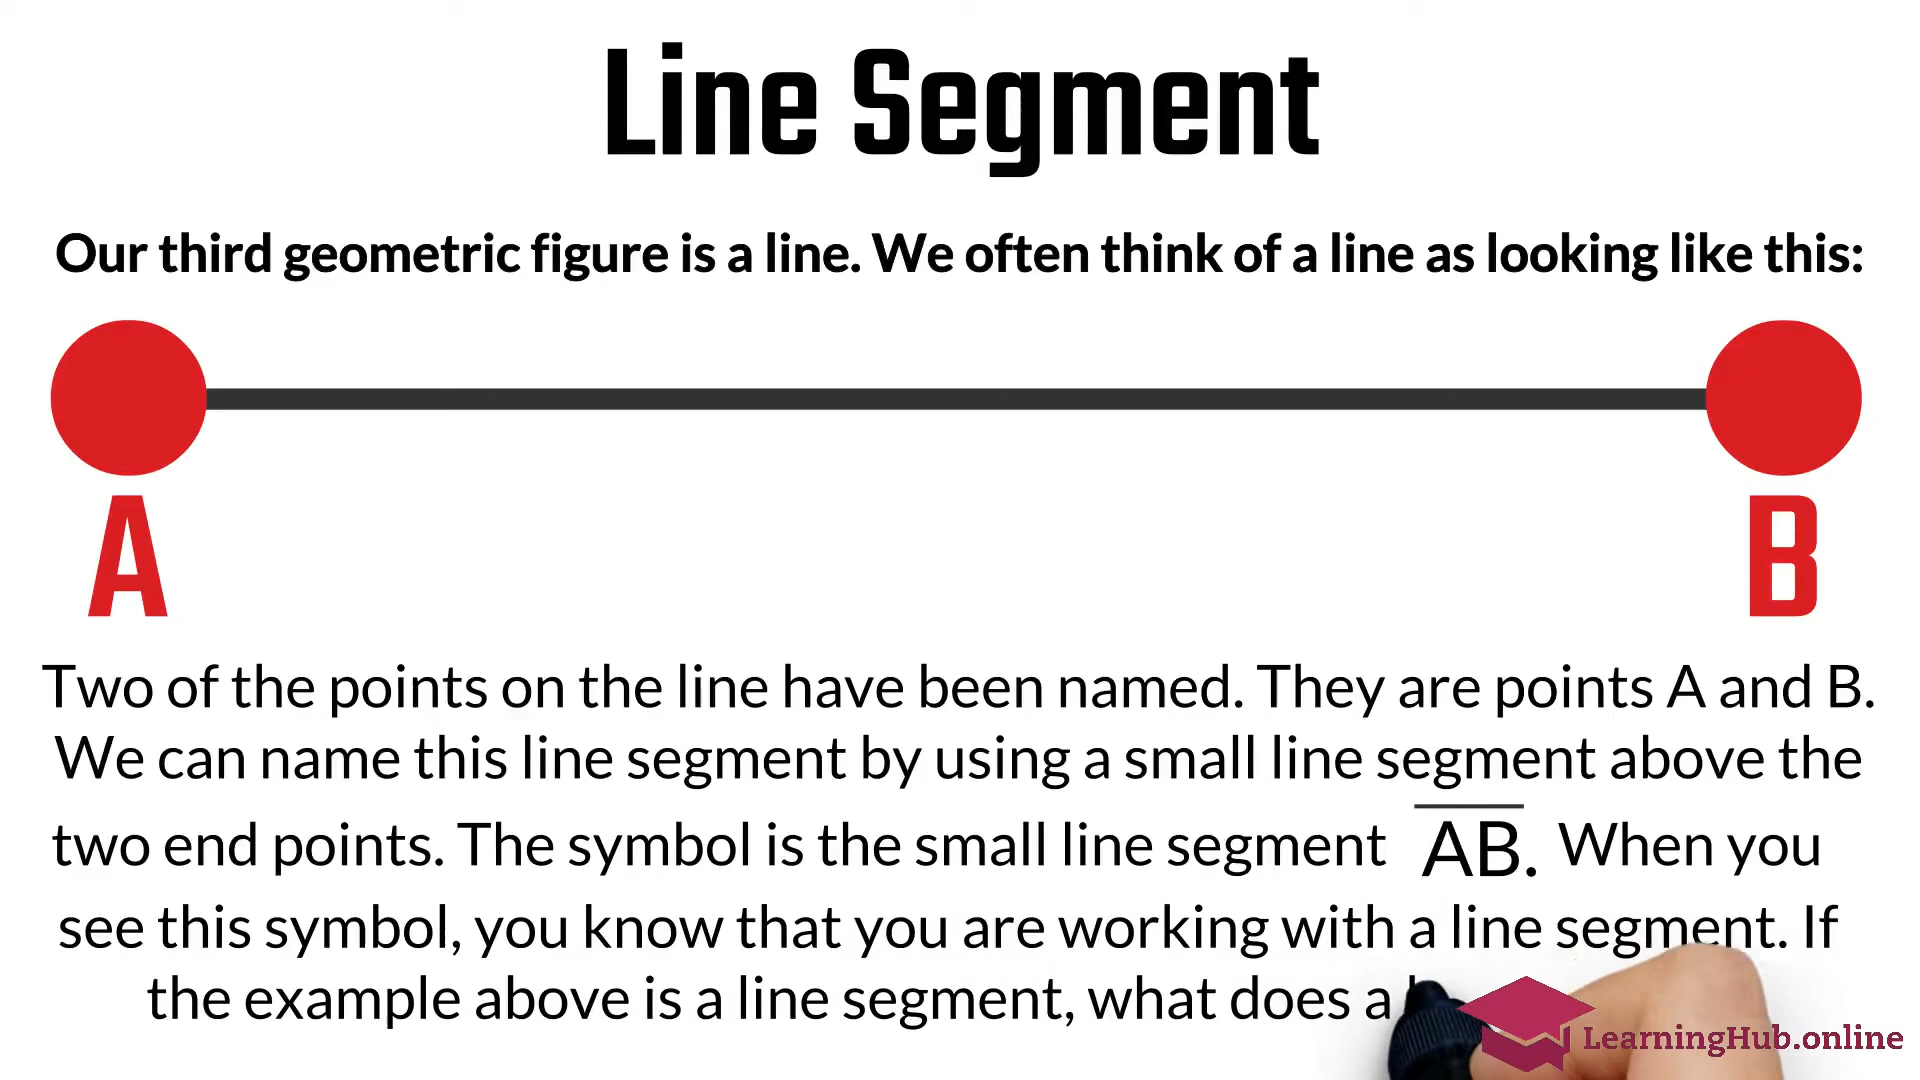 Line Segment
Our third geometric figure is a line. We often think of a line as looking like this:
A
B
Two of the points on the line have been named. They are points A and B.
We can name this line segment by using a small line segment above the
two end points. The symbol is the small line segment AB. When you
see this symbol, you know that you are working with a line segment. If
the example above is a line segment, what does a
LearningHub.online